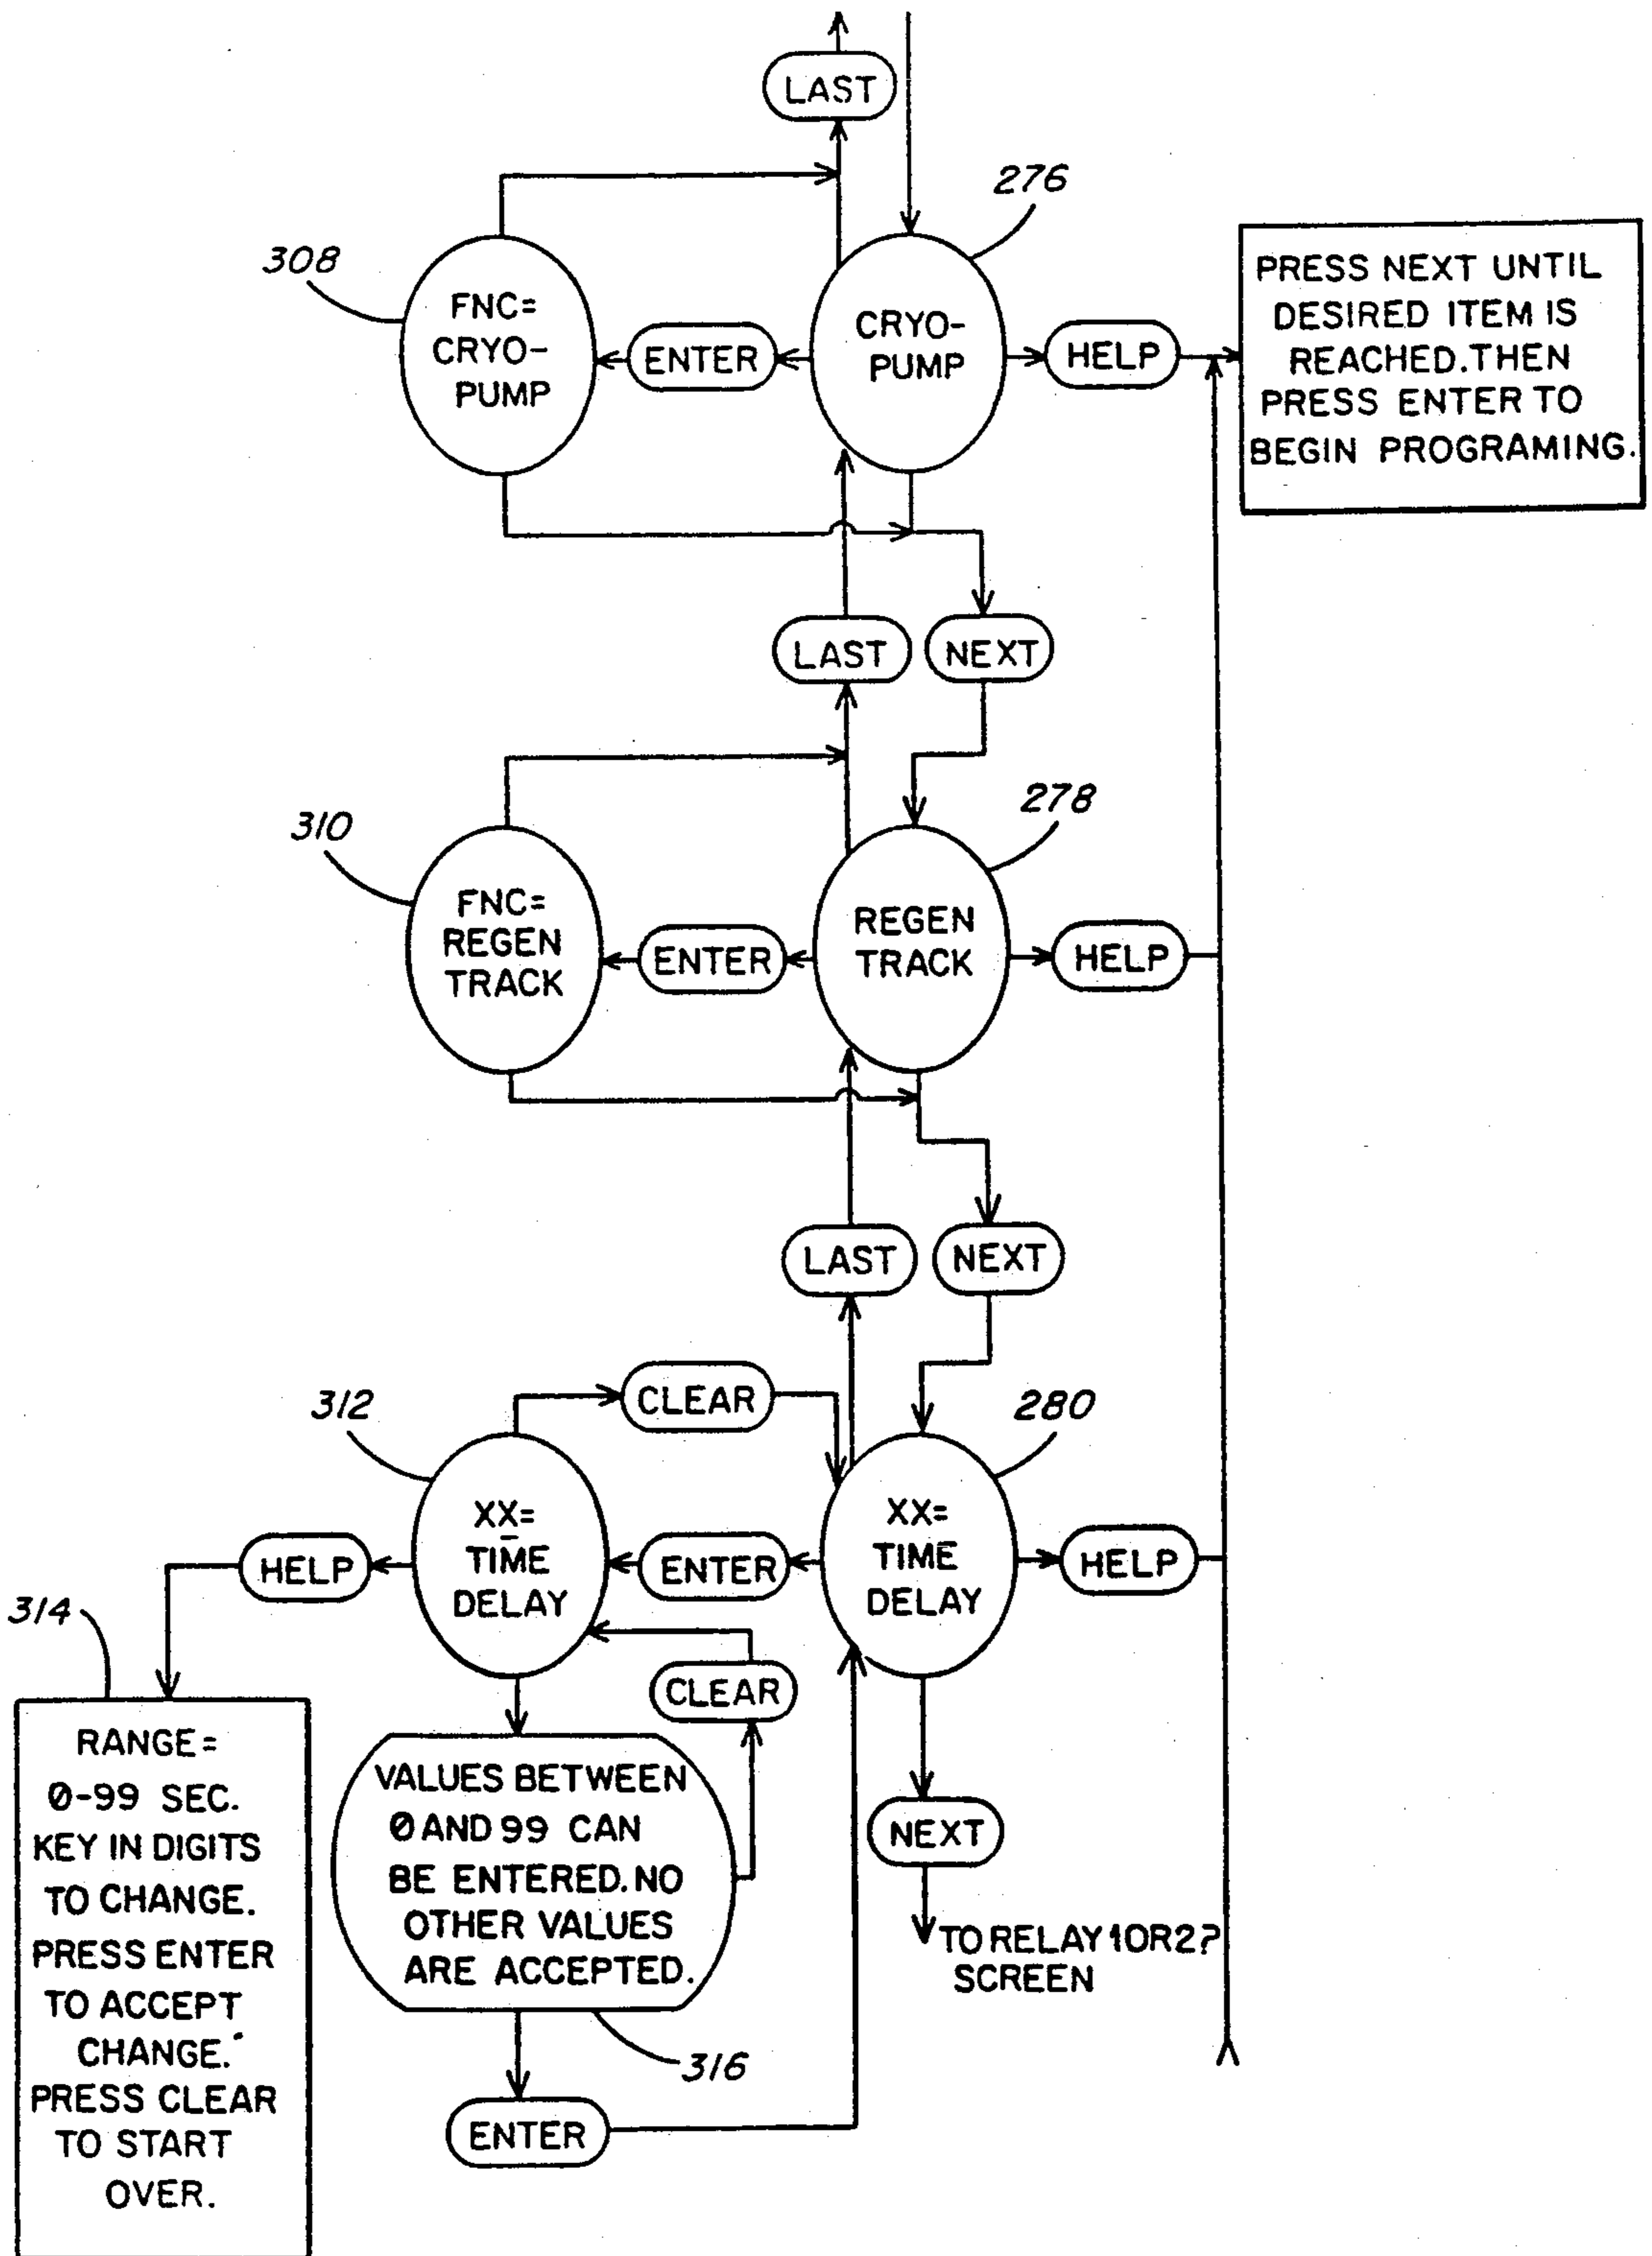 LAST
276
308
FNC=
CRYO-
PUMP
ENTER
CRYO-
PUMP
HELP
PRESS NEXT UNTIL
DESIRED ITEM IS
REACHED. THEN
PRESS ENTER TO
BEGIN PROGRAMING.
LAST
NEXT
278
310
FNC=
REGEN
TRACK
ENTER
REGEN
TRACK
HELP
LAST
NEXT
312
CLEAR
280
HELP
XX=
TIME
DELAY
ENTER
XX=
TIME
DELAY
HELP
314
CLEAR
RANGE=
0-99 SEC.
KEY IN DIGITS
TO CHANGE.
PRESS ENTER
TO ACCEPT
CHANGE.
PRESS CLEAR
TO START
OVER.
VALUES BETWEEN
0 AND 99 CAN
BE ENTERED. NO
OTHER VALUES
ARE ACCEPTED.
NEXT
TO RELAY 1 OR 2?
SCREEN
316
ENTER